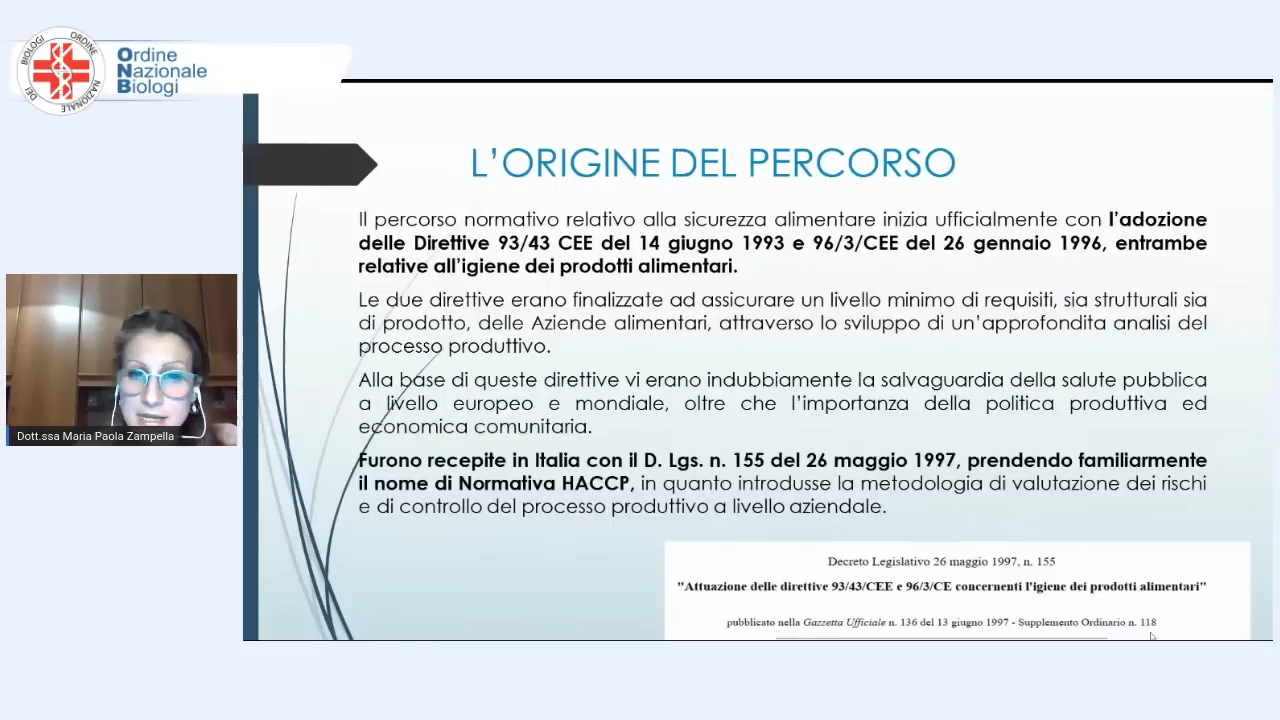 BIOLOGI ORDINE NAZIONALE DEI
Ordine
Nazionale
Biologi
L'ORIGINE DEL PERCORSO
Il percorso normativo relativo alla sicurezza alimentare inizia ufficialmente con l'adozione
delle Direttive 93/43 CEE del 14 giugno 1993 e 96/3/CEE del 26 gennaio 1996, entrambe
relative all'igiene dei prodotti alimentari.
Le due direttive erano finalizzate ad assicurare un livello minimo di requisiti, sia strutturali sia
di prodotto, delle Aziende alimentari, attraverso lo sviluppo di un'approfondita analisi del
processo produttivo.
Alla base di queste direttive vi erano indubbiamente la salvaguardia della salute pubblica
a livello europeo e mondiale, oltre che l'importanza della politica produttiva ed
economica comunitaria.
Furono recepite in Italia con il D. Lgs. n. 155 del 26 maggio 1997, prendendo familiarmente
il nome di Normativa HACCP, in quanto introdusse la metodologia di valutazione dei rischi
e di controllo del processo produttivo a livello aziendale.
Decreto Legislativo 26 maggio 1997, n. 155
"Attuazione delle direttive 93/43/CEE e 96/3/CE concernenti l'igiene dei prodotti alimentari"
pubblicato nella Gazzetta Ufficiale n. 136 del 13 giugno 1997 - Supplemento Ordinario n. 118
Dott.ssa Maria Paola Zampella